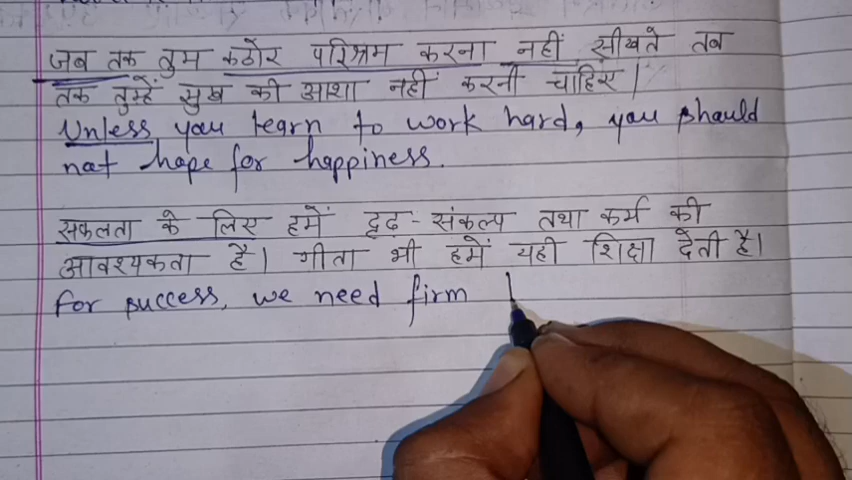 जब तक तुम कठोर परिश्रम करना नहीं सीखते तब
तक तुम्हें सुख की आशा नहीं करनी चाहिए।
Unless you learn to work hard, you should
not hope for happiness.
सफलता के लिए हमें दृढ़-संकल्प तथा कर्म की
आवश्यकता है। गीता भी हमें यही शिक्षा देती है।
For success, we need firm